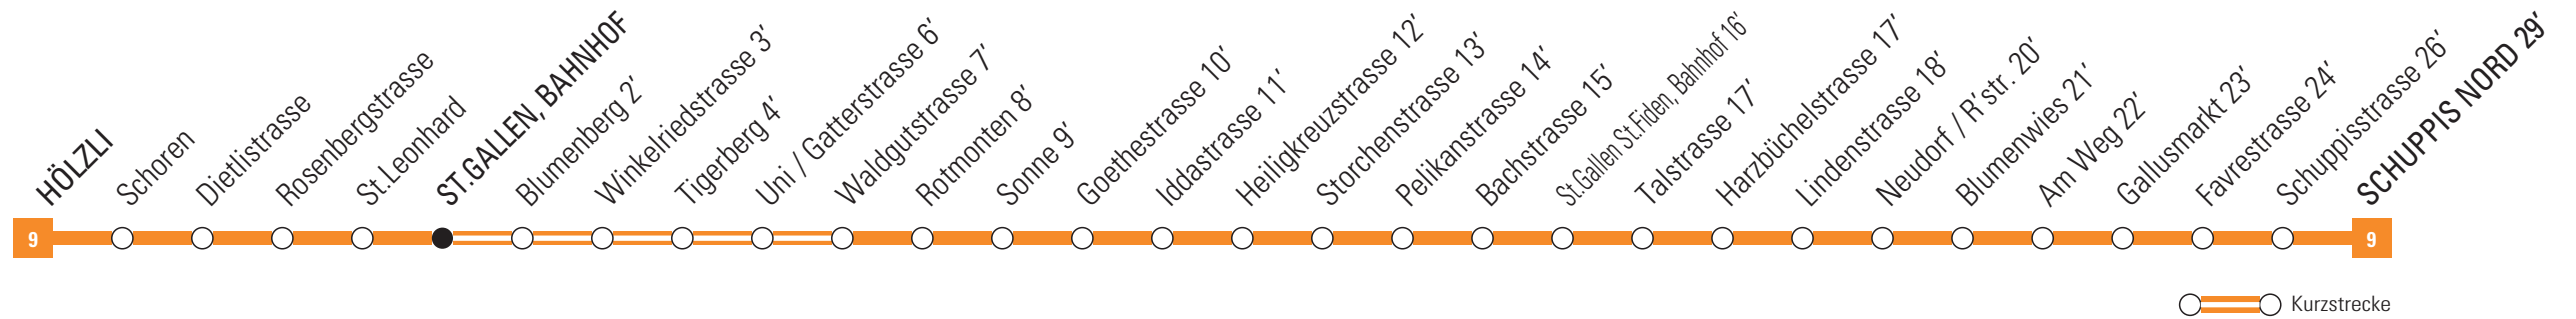 HÖLZLI
Schoren
Dietlistrasse
Rosenbergstrasse
St.Leonhard
ST.GALLEN, BAHNHOF
Blumenberg 2'
Winkelriedstrasse 3'
Tigerberg 4'
Uni / Gatterstrasse 6'
Waldgutstrasse 7'
Rotmonten 8'
Sonne 9'
Goethestrasse 10'
Iddastrasse 11'
Heiligkreuzstrasse 12'
Storchenstrasse 13'
Pelikanstrasse 14'
Bachstrasse 15'
St.Gallen St.Fiden, Bahnhof 16'
Talstrasse 17'
Harzbüchelstrasse 17'
Lindenstrasse 18'
Neudorf / R'str. 20'
Blumenwies 21'
Am Weg 22'
Gallusmarkt 23'
Favrestrasse 24'
Schuppisstrasse 26'
SCHUPPIS NORD 29'
9
9
Kurzstrecke